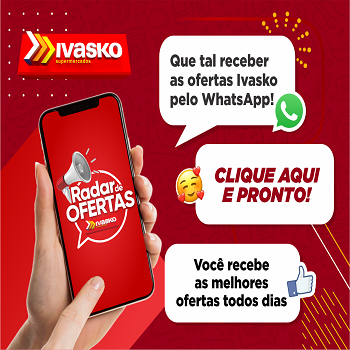 IVASKO
supermercados
Que tal receber
as ofertas Ivasko
pelo WhatsApp!
Radar de
OFERTAS
IVASKO
CLIQUE AQUI
E PRONTO!
Você recebe
as melhores
ofertas todos dias